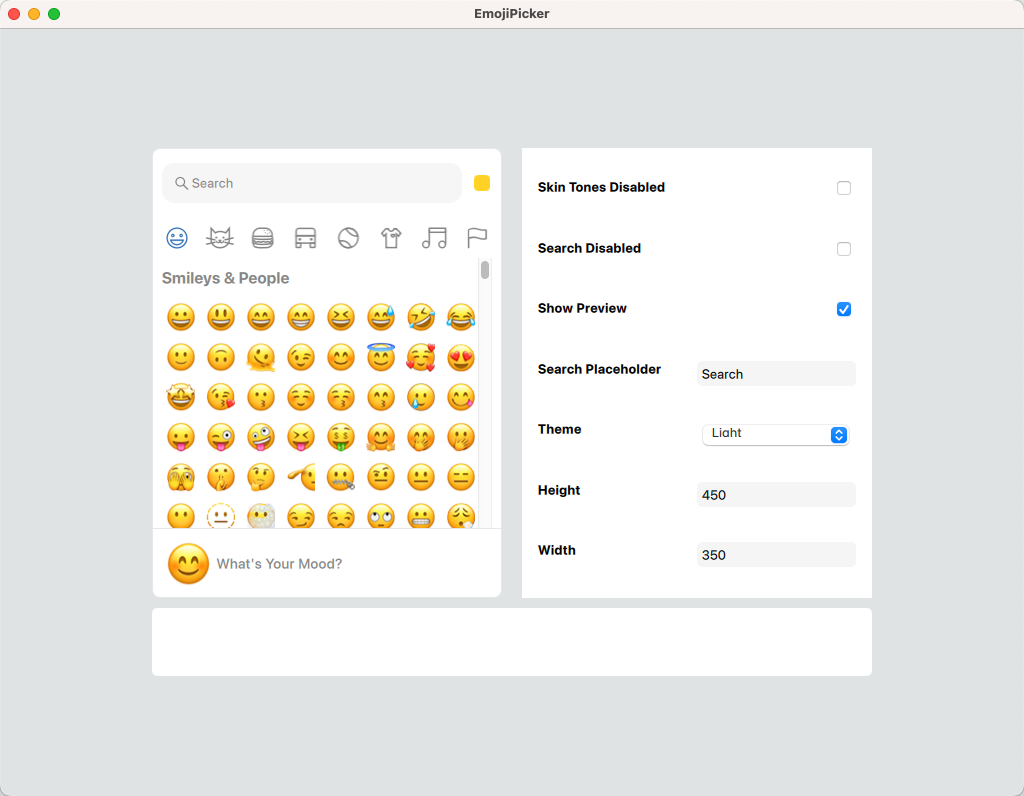 EmojiPicker
Search
Smileys & People
What's Your Mood?
Skin Tones Disabled
Search Disabled
Show Preview
Search Placeholder
Search
Theme
Light
Height
450
Width
350